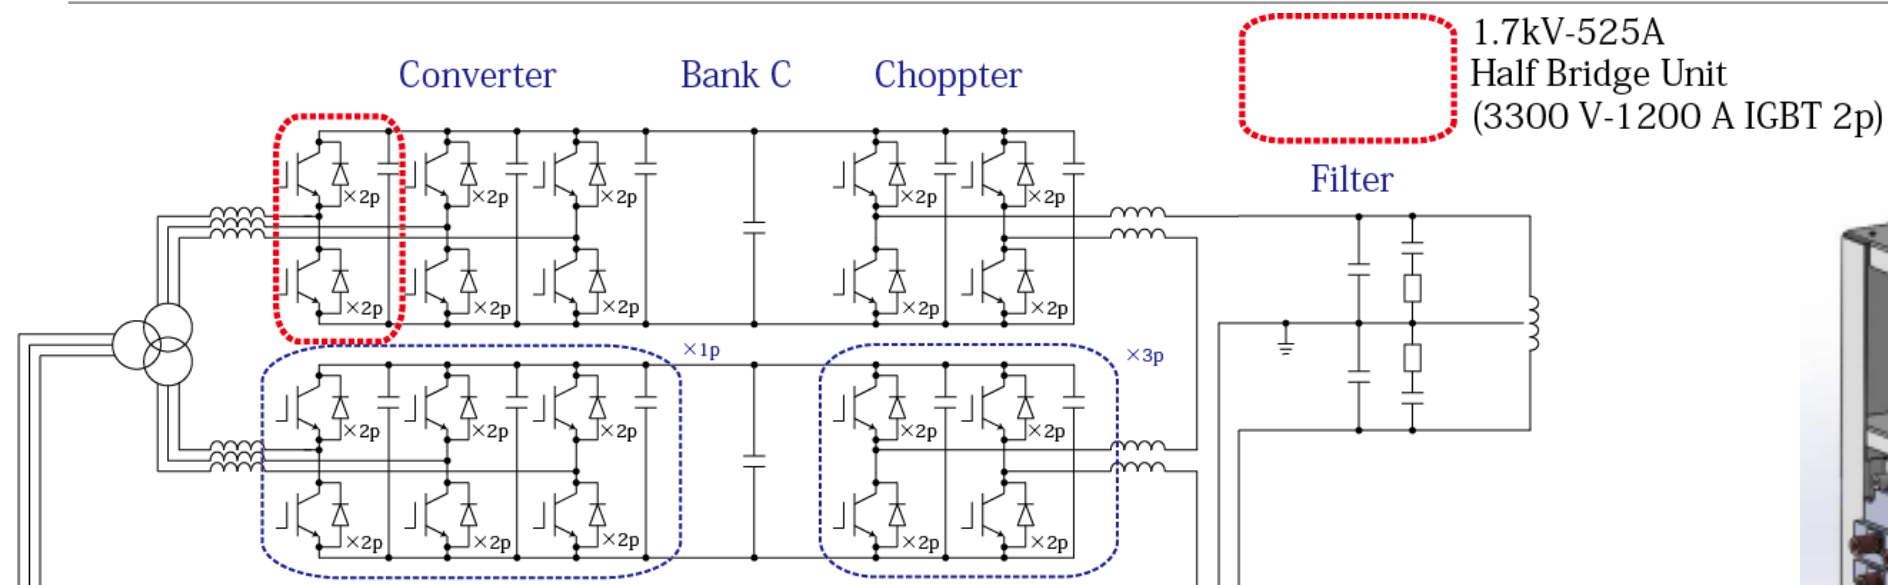 1.7kV-525A
Half Bridge Unit
(3300 V-1200 A IGBT 2p)
Converter
Bank C
Choppter
Filter
×2p ×2p ×2p ×2p ×2p
×2p ×2p ×2p ×2p ×2p
×1p
×3p
×2p ×2p ×2p ×2p ×2p
×2p ×2p ×2p ×2p ×2p